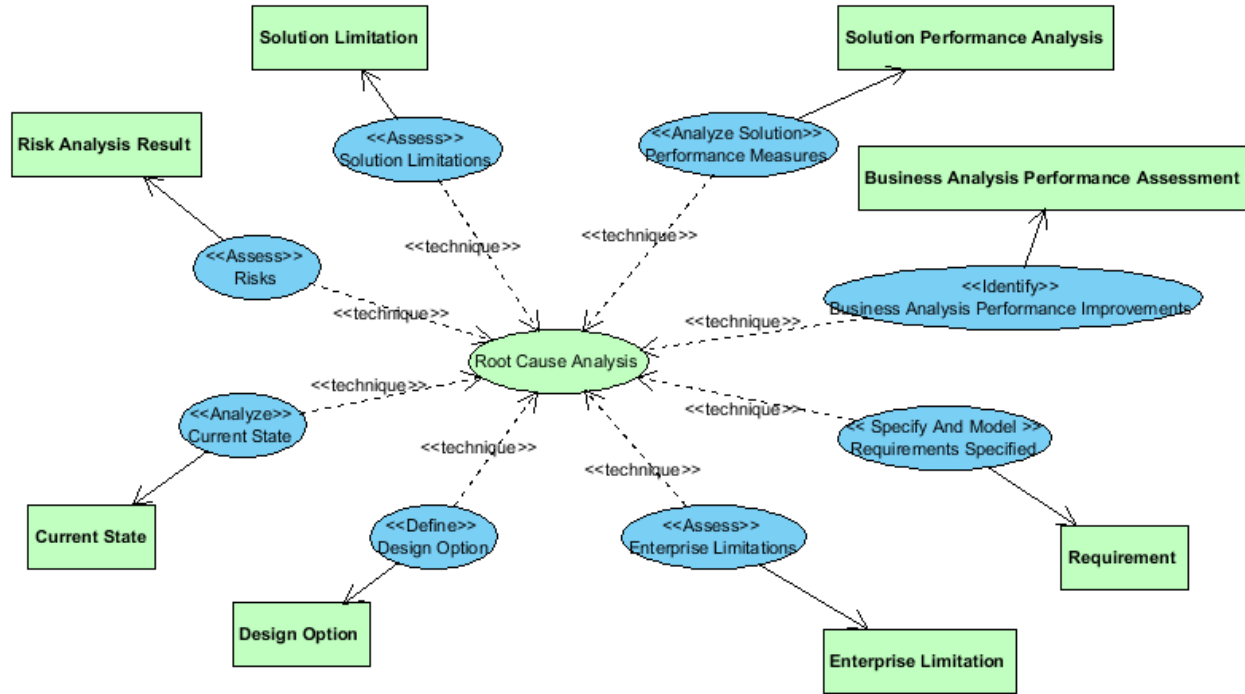 Solution Limitation
Solution Performance Analysis
Risk Analysis Result
<<Assess>>
Solution Limitations
<<Analyze Solution>>
Performance Measures
Business Analysis Performance Assessment
<<technique>>
<<technique>>
<<Assess>>
Risks
<<Identify>>
Business Analysis Performance Improvements
<<technique>>
<<technique>>
Root Cause Analysis
<<technique>>
<<technique>>
<<Analyze>>
Current State
<< Specify And Model >>
Requirements Specified
<<technique>>
<<technique>>
<<Define>>
Design Option
<<Assess>>
Enterprise Limitations
Current State
Requirement
Design Option
Enterprise Limitation